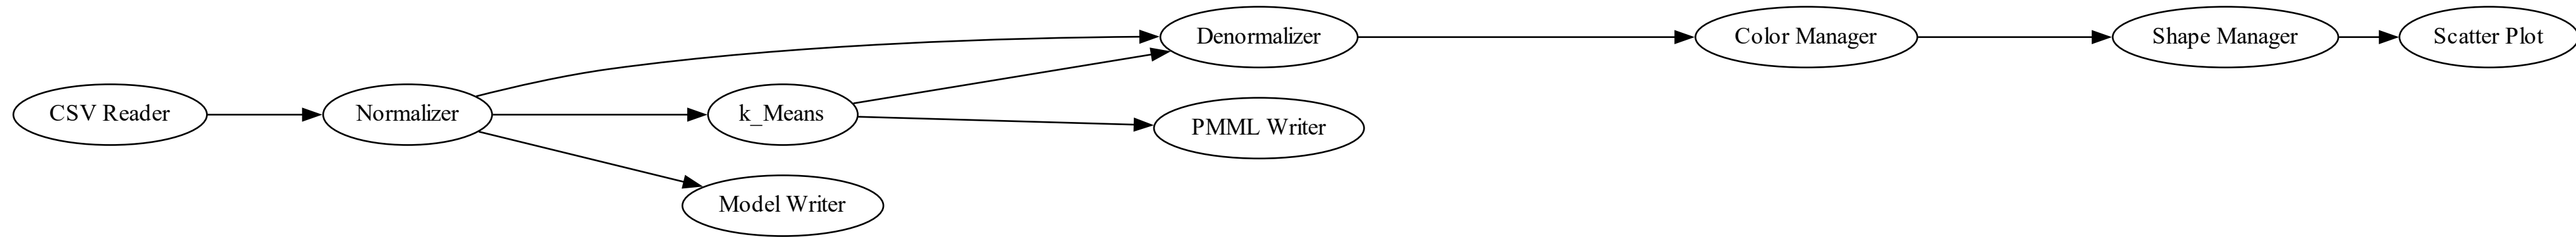 CSV Reader
Normalizer
k_Means
Model Writer
Denormalizer
PMML Writer
Color Manager
Shape Manager
Scatter Plot